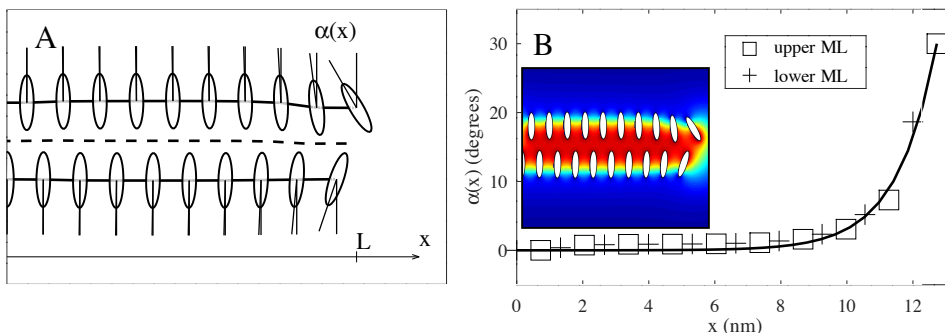 A
α(x)
L
x
B
upper ML
lower ML
α(x) (degrees)
30
20
10
0
0
2
4
6
8
10
12
x (nm)